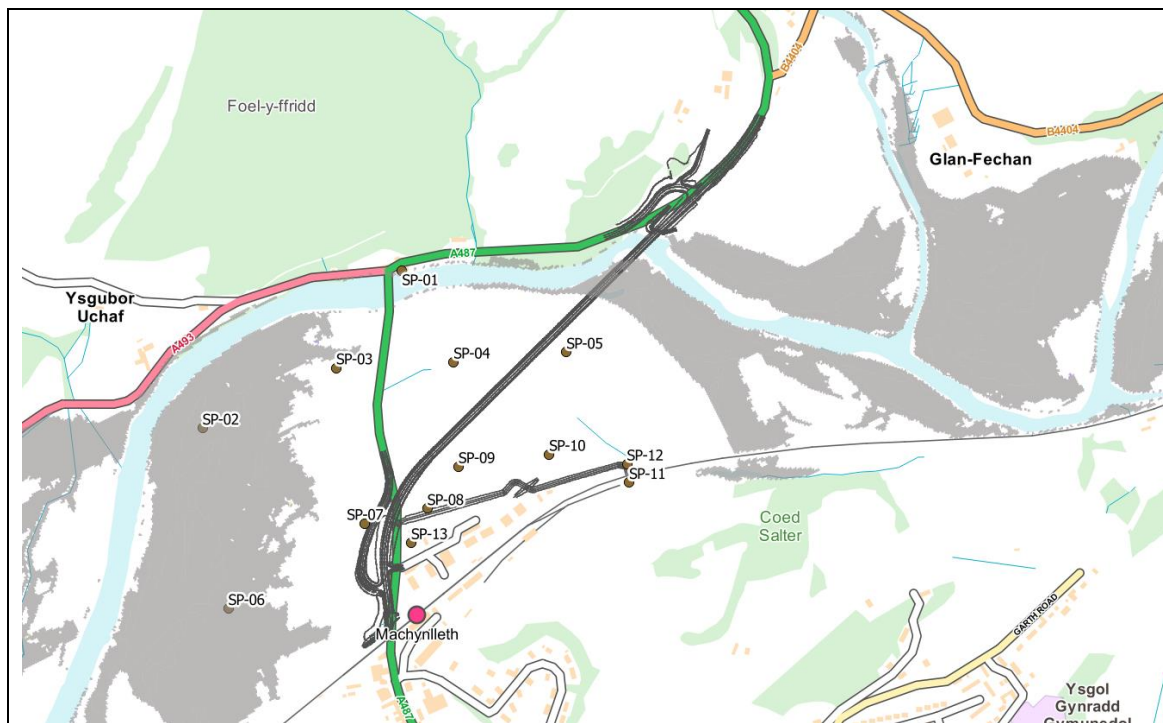 B4404
Foel-y-ffridd
B4404
Glan-Fechan
A487
SP-01
Ysgubor
Uchaf
A493
SP-03
SP-04
SP-05
SP-02
SP-09
SP-10
SP-12
SP-11
SP-07
SP-08
SP-13
Coed
Salter
SP-06
Machynlleth
GARTH ROAD
A487
Ysgol
Gynradd